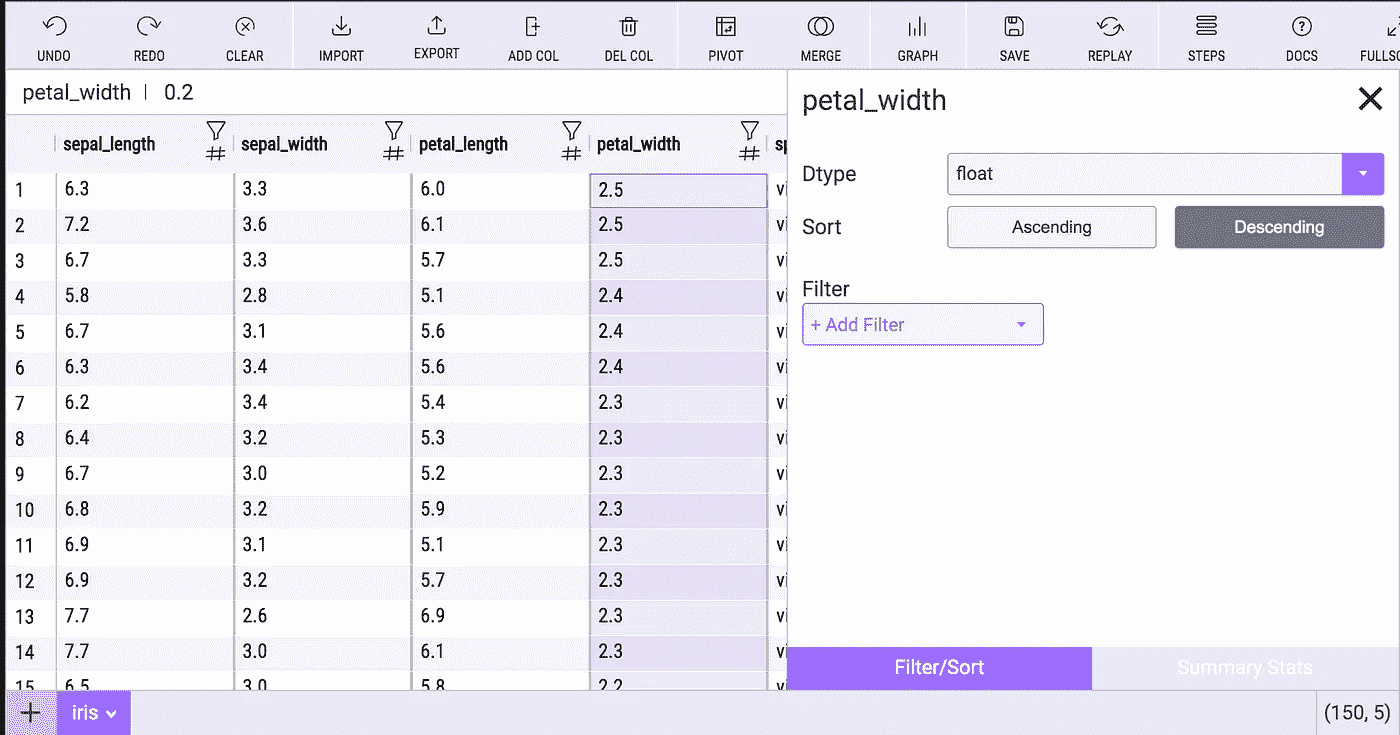 UNDO REDO CLEAR IMPORT EXPORT ADD COL DEL COL PIVOT MERGE GRAPH SAVE REPLAY STEPS DOCS FULLSC
petal_width | 0.2
sepal_length sepal_width petal_length petal_width sp
1 6.3 3.3 6.0 2.5 vi
2 7.2 3.6 6.1 2.5 vi
3 6.7 3.3 5.7 2.5 vi
4 5.8 2.8 5.1 2.4 vi
5 6.7 3.1 5.6 2.4 vi
6 6.3 3.4 5.6 2.4 vi
7 6.2 3.4 5.4 2.3 vi
8 6.4 3.2 5.3 2.3 vi
9 6.7 3.0 5.2 2.3 vi
10 6.8 3.2 5.9 2.3 vi
11 6.9 3.1 5.1 2.3 vi
12 6.9 3.2 5.7 2.3 vi
13 7.7 2.6 6.9 2.3 vi
14 7.7 3.0 6.1 2.3 vi
15 6.5 3.0 5.8 2.2 vi
petal_width
Dtype float
Sort Ascending Descending
Filter
+ Add Filter
Filter/Sort Summary Stats
+ iris (150, 5)